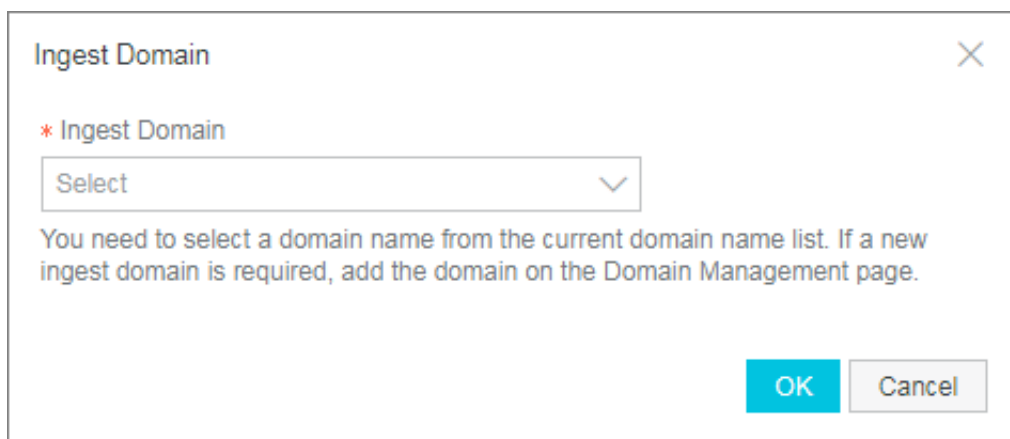 Ingest Domain
* Ingest Domain
Select
You need to select a domain name from the current domain name list. If a new
ingest domain is required, add the domain on the Domain Management page.
OK Cancel